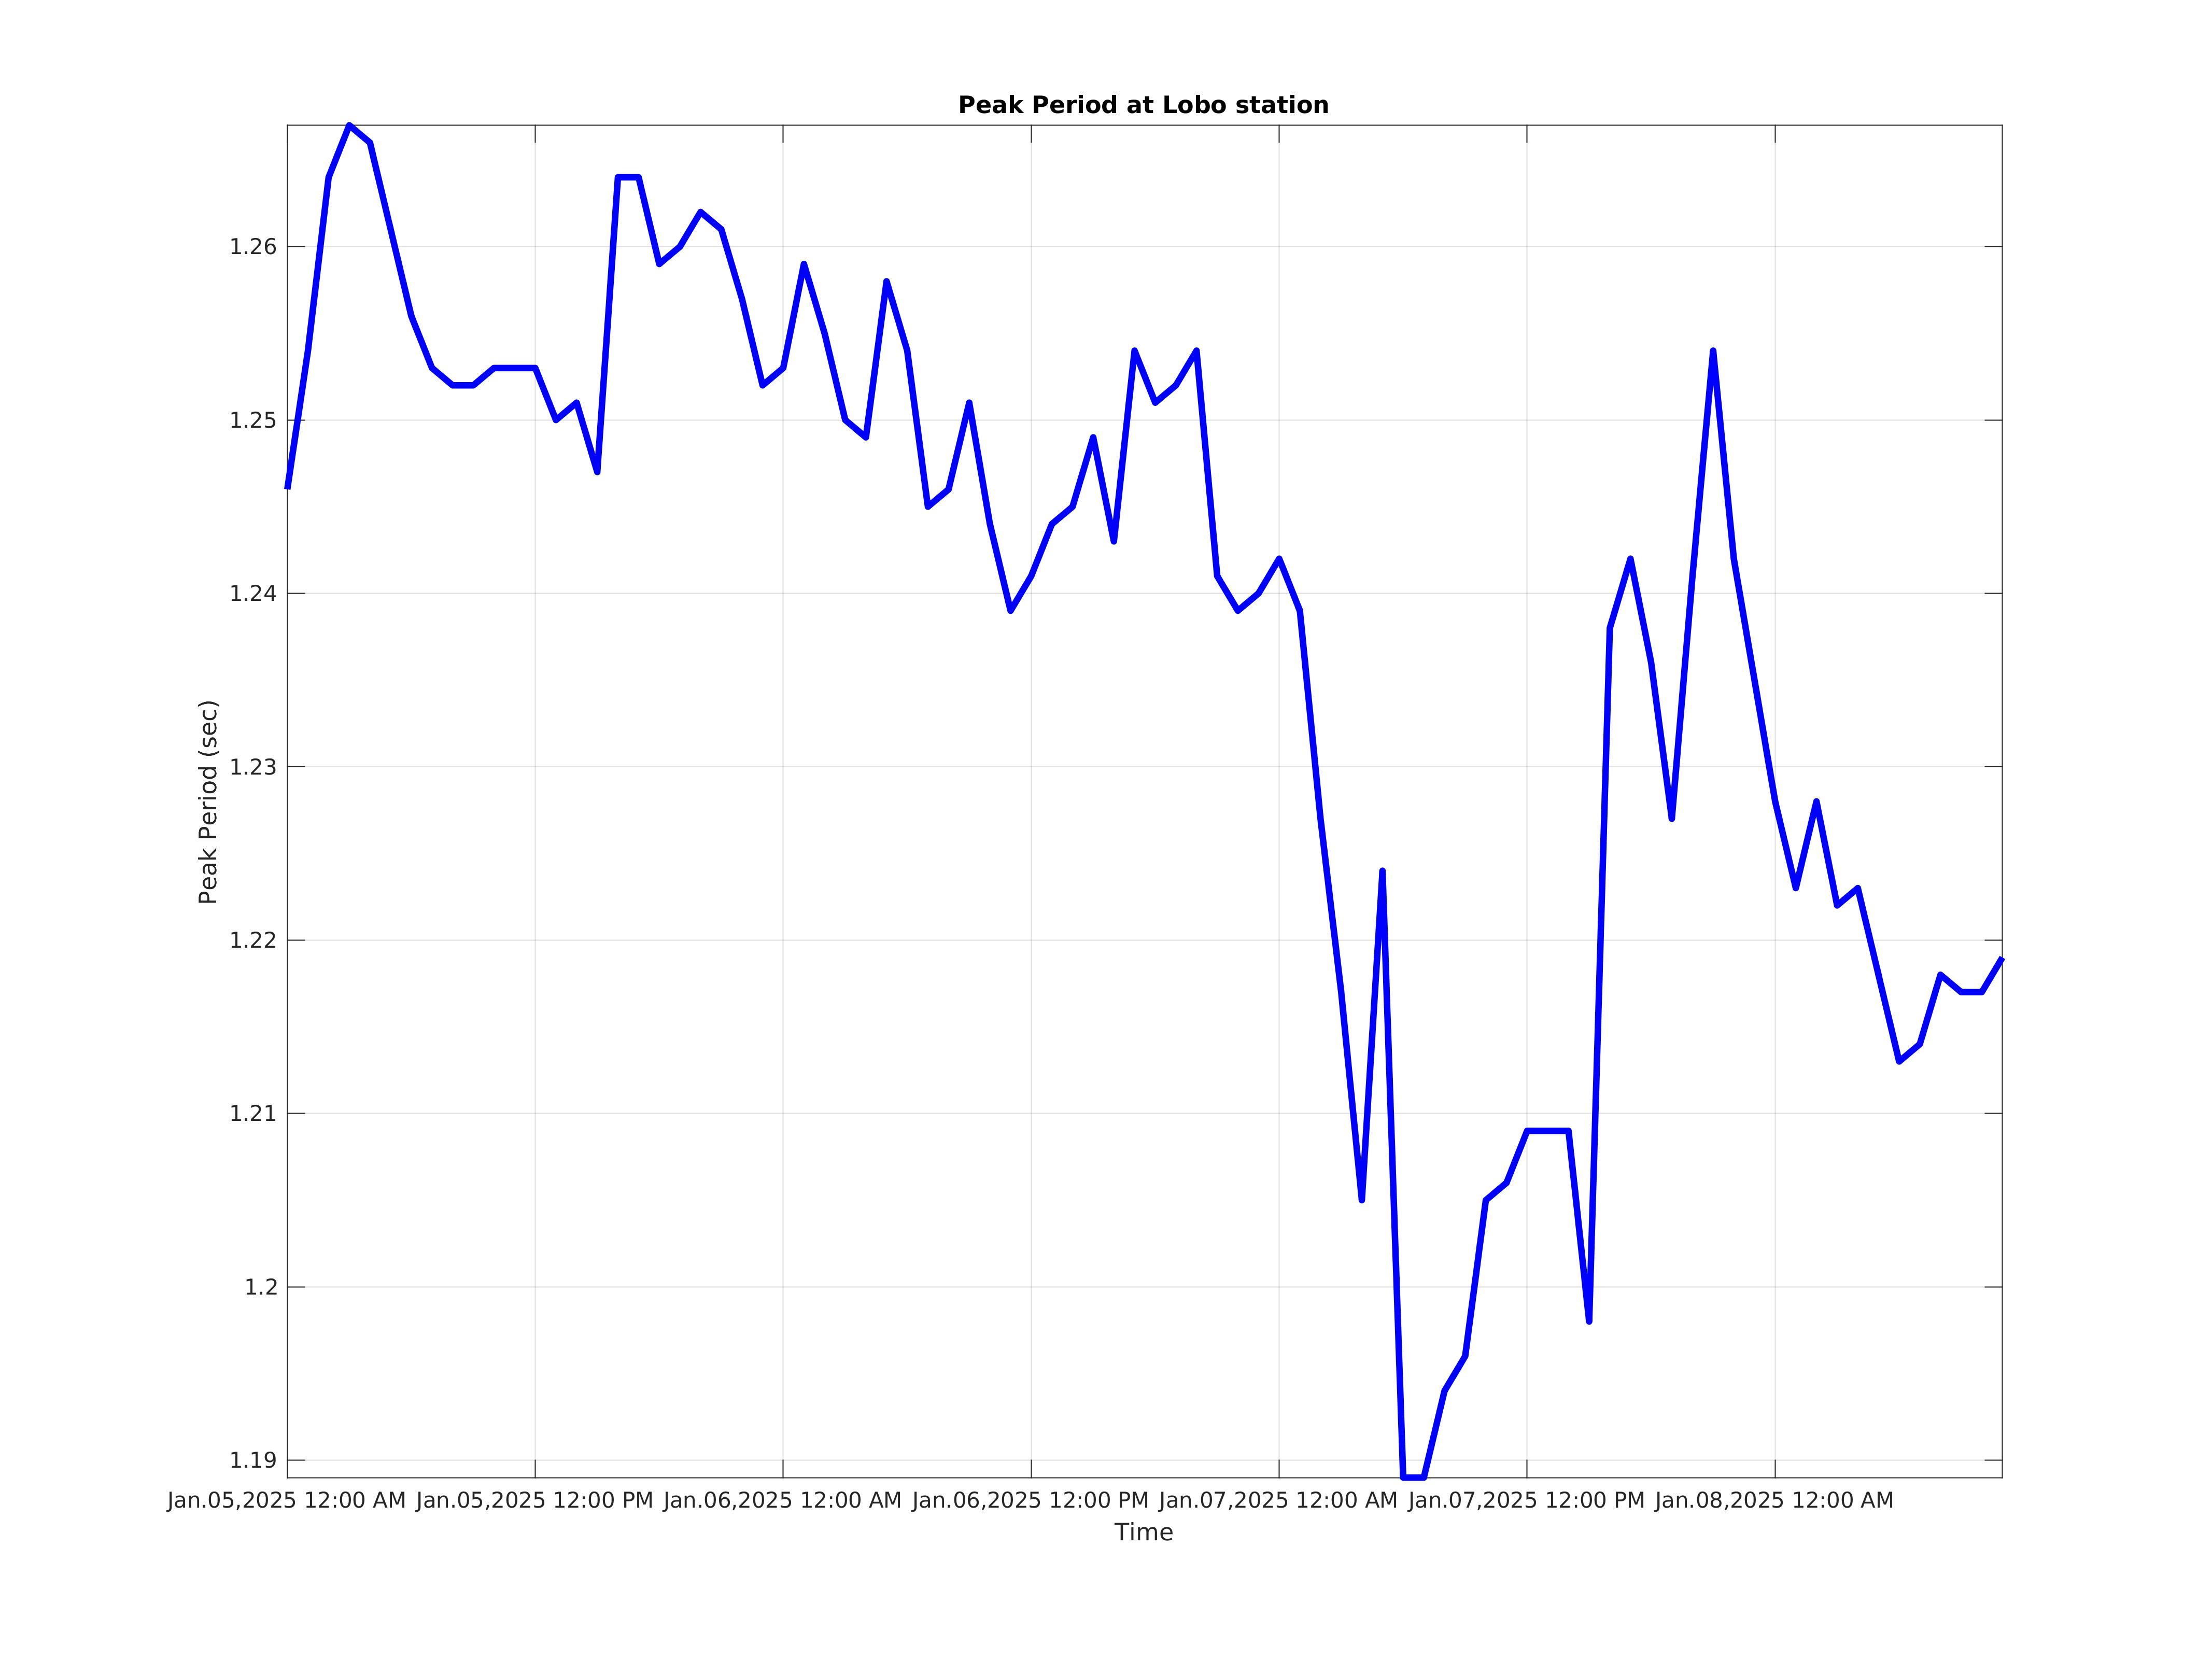 Peak Period at Lobo station
1.26
1.25
1.24
1.23
1.22
1.21
1.2
1.19
Peak Period (sec)
Jan.05,2025 12:00 AM Jan.05,2025 12:00 PM Jan.06,2025 12:00 AM Jan.06,2025 12:00 PM Jan.07,2025 12:00 AM Jan.07,2025 12:00 PM Jan.08,2025 12:00 AM
Time